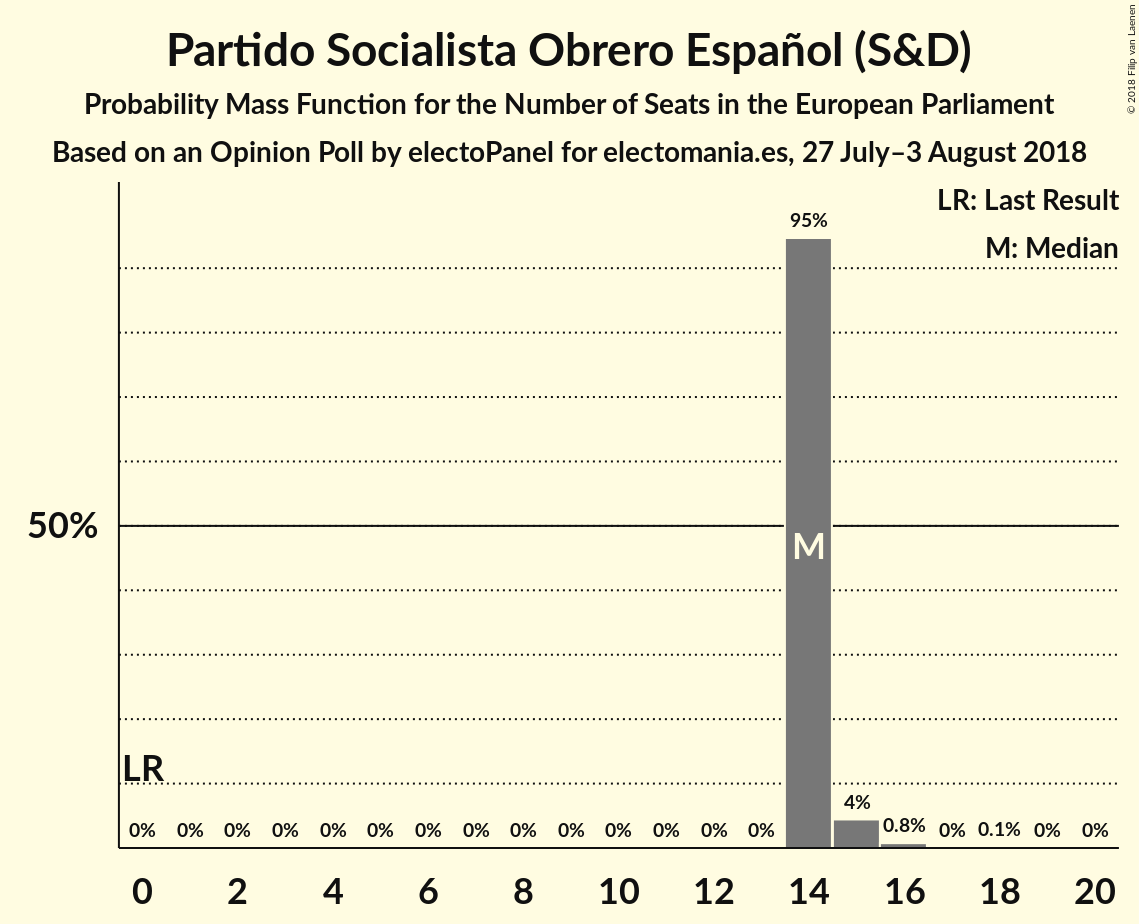 Partido Socialista Obrero Español (S&D)
Probability Mass Function for the Number of Seats in the European Parliament
Based on an Opinion Poll by electoPanel for electomania.es, 27 July–3 August 2018
© 2018 Filip van Laenen
LR: Last Result
M: Median
95%
50%
M
LR
0% 0% 0% 0% 0% 0% 0% 0% 0% 0% 0% 0% 0% 0% 4% 0.8% 0% 0.1% 0% 0%
0 2 4 6 8 10 12 14 16 18 20